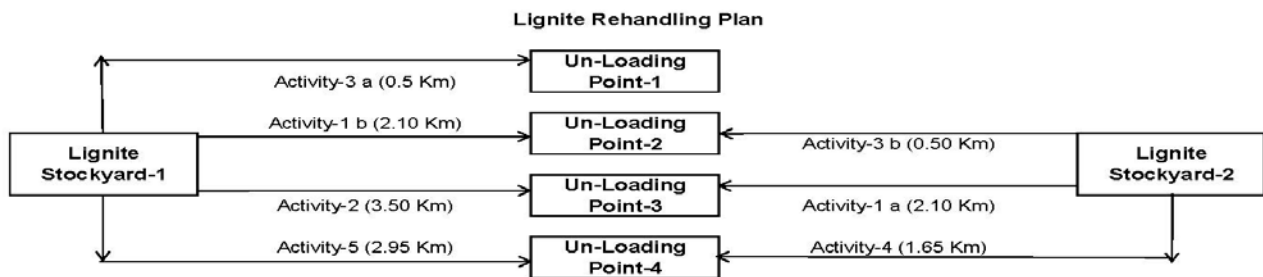 Lignite Rehandling Plan
Un-Loading
Point-1
Activity-3 a (0.5 Km)
Activity-1 b (2.10 Km)
Un-Loading
Point-2
Activity-3 b (0.50 Km)
Lignite
Stockyard-1
Lignite
Stockyard-2
Un-Loading
Point-3
Activity-2 (3.50 Km)
Activity-1 a (2.10 Km)
Activity-5 (2.95 Km)
Un-Loading
Point-4
Activity-4 (1.65 Km)